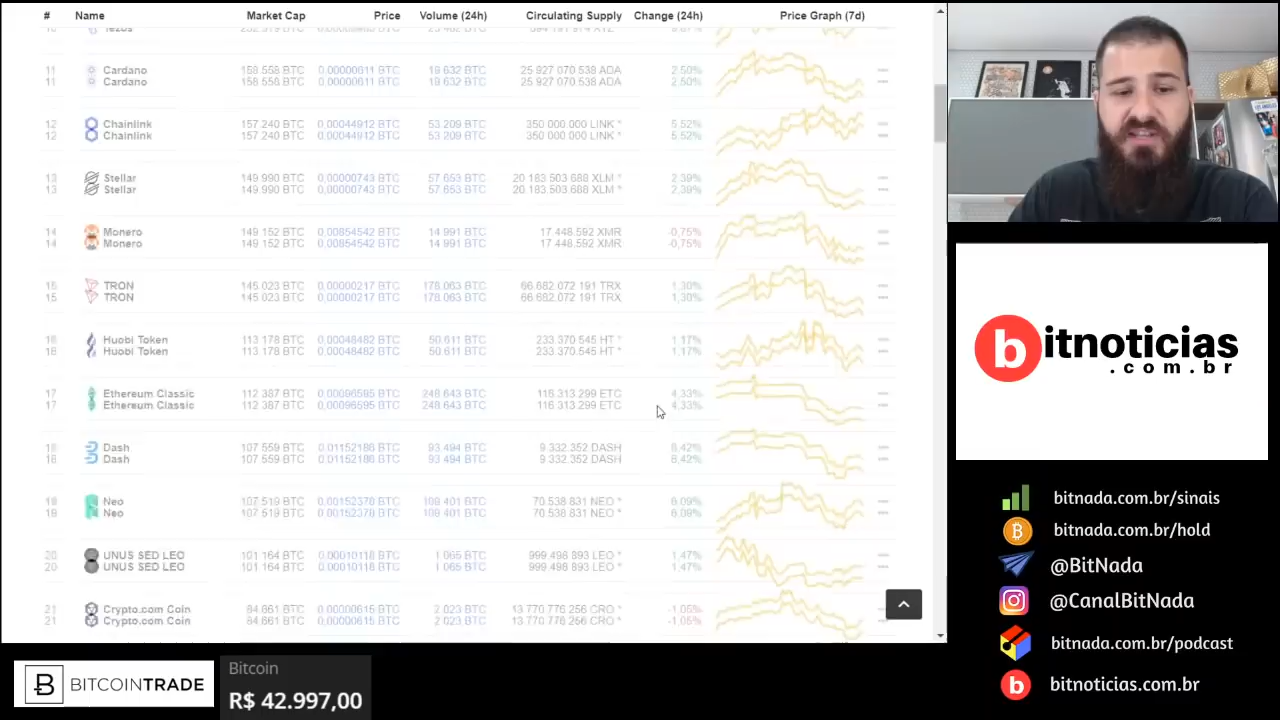 # Name Market Cap Price Volume (24h) Circulating Supply Change (24h) Price Graph (7d)
11 Cardano 158 558 BTC 0.00000611 BTC 19 632 BTC 25 927 070 538 ADA 2.50%
11 Cardano 158 558 BTC 0.00000611 BTC 19 632 BTC 25 927 070 538 ADA 2.50%
12 Chainlink 157 240 BTC 0.00044912 BTC 53 209 BTC 350 000 000 LINK * 5.52%
12 Chainlink 157 240 BTC 0.00044912 BTC 53 209 BTC 350 000 000 LINK * 5.52%
13 Stellar 149 990 BTC 0.00000743 BTC 57 653 BTC 20 183 503 688 XLM * 2.39%
13 Stellar 149 990 BTC 0.00000743 BTC 57 653 BTC 20 183 503 688 XLM * 2.39%
14 Monero 149 152 BTC 0.00854542 BTC 14 991 BTC 17 448.592 XMR -0,75%
14 Monero 149 152 BTC 0.00854542 BTC 14 991 BTC 17 448.592 XMR -0,75%
15 TRON 145 023 BTC 0.00000217 BTC 178 063 BTC 66 682 072 191 TRX 1.30%
15 TRON 145 023 BTC 0.00000217 BTC 178 063 BTC 66 682 072 191 TRX 1.30%
16 Huobi Token 113 178 BTC 0.00048482 BTC 50 611 BTC 233 370 545 HT * 1.17%
16 Huobi Token 113 178 BTC 0.00048482 BTC 50 611 BTC 233 370 545 HT * 1.17%
17 Ethereum Classic 112 387 BTC 0.00096595 BTC 248 643 BTC 116 313 299 ETC 4.33%
17 Ethereum Classic 112 387 BTC 0.00096595 BTC 248 643 BTC 116 313 299 ETC 4.33%
18 Dash 107 559 BTC 0.01152186 BTC 93 494 BTC 9 332 352 DASH 6,42%
18 Dash 107 559 BTC 0.01152186 BTC 93 494 BTC 9 332 352 DASH 6,42%
19 Neo 107 519 BTC 0.00152370 BTC 109 401 BTC 70 538 831 NEO * 6.09%
19 Neo 107 519 BTC 0.00152370 BTC 109 401 BTC 70 538 831 NEO * 6.09%
20 UNUS SED LEO 101 164 BTC 0.00010118 BTC 1 065 BTC 999 498 893 LEO * 1.47%
20 UNUS SED LEO 101 164 BTC 0.00010118 BTC 1 065 BTC 999 498 893 LEO * 1.47%
21 Crypto.com Coin 84 661 BTC 0.00000615 BTC 2 023 BTC 13 770 776 256 CRO * -1.05%
21 Crypto.com Coin 84 661 BTC 0.00000615 BTC 2 023 BTC 13 770 776 256 CRO * -1.05%
bitnoticias
.com.br
bitnada.com.br/sinais
bitnada.com.br/hold
@BitNada
@CanalBitNada
bitnada.com.br/podcast
bitnoticias.com.br
BITCOINTRADE
Bitcoin
R$ 42.997,00